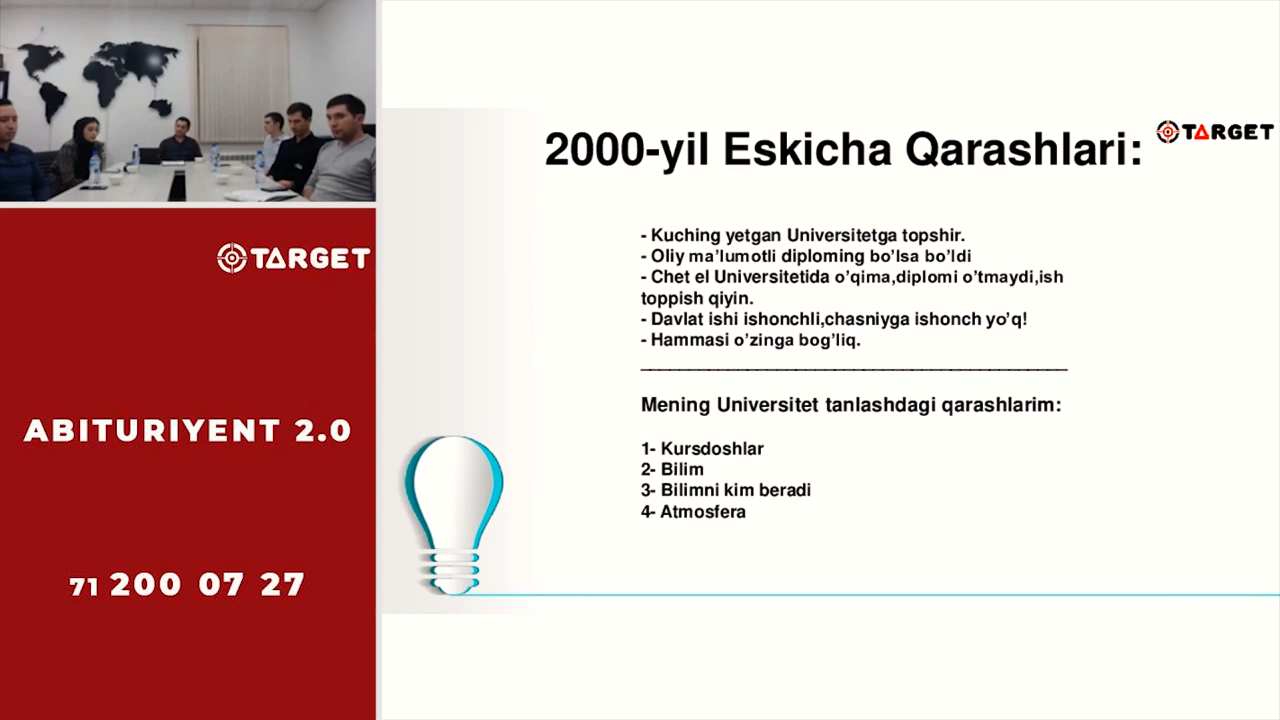 TARGET
ABITURIYENT 2.0
71 200 07 27
TARGET
2000-yil Eskicha Qarashlari:
- Kuching yetgan Universitetga topshir.
- Oliy ma’lumotli diploming bo’lsa bo’ldi
- Chet el Universitetida o’qima,diplomi o’tmaydi,ish
toppish qiyin.
- Davlat ishi ishonchli,chasniyga ishonch yo’q!
- Hammasi o’zinga bog’liq.
Mening Universitet tanlashdagi qarashlarim:
1- Kursdoshlar
2- Bilim
3- Bilimni kim beradi
4- Atmosfera